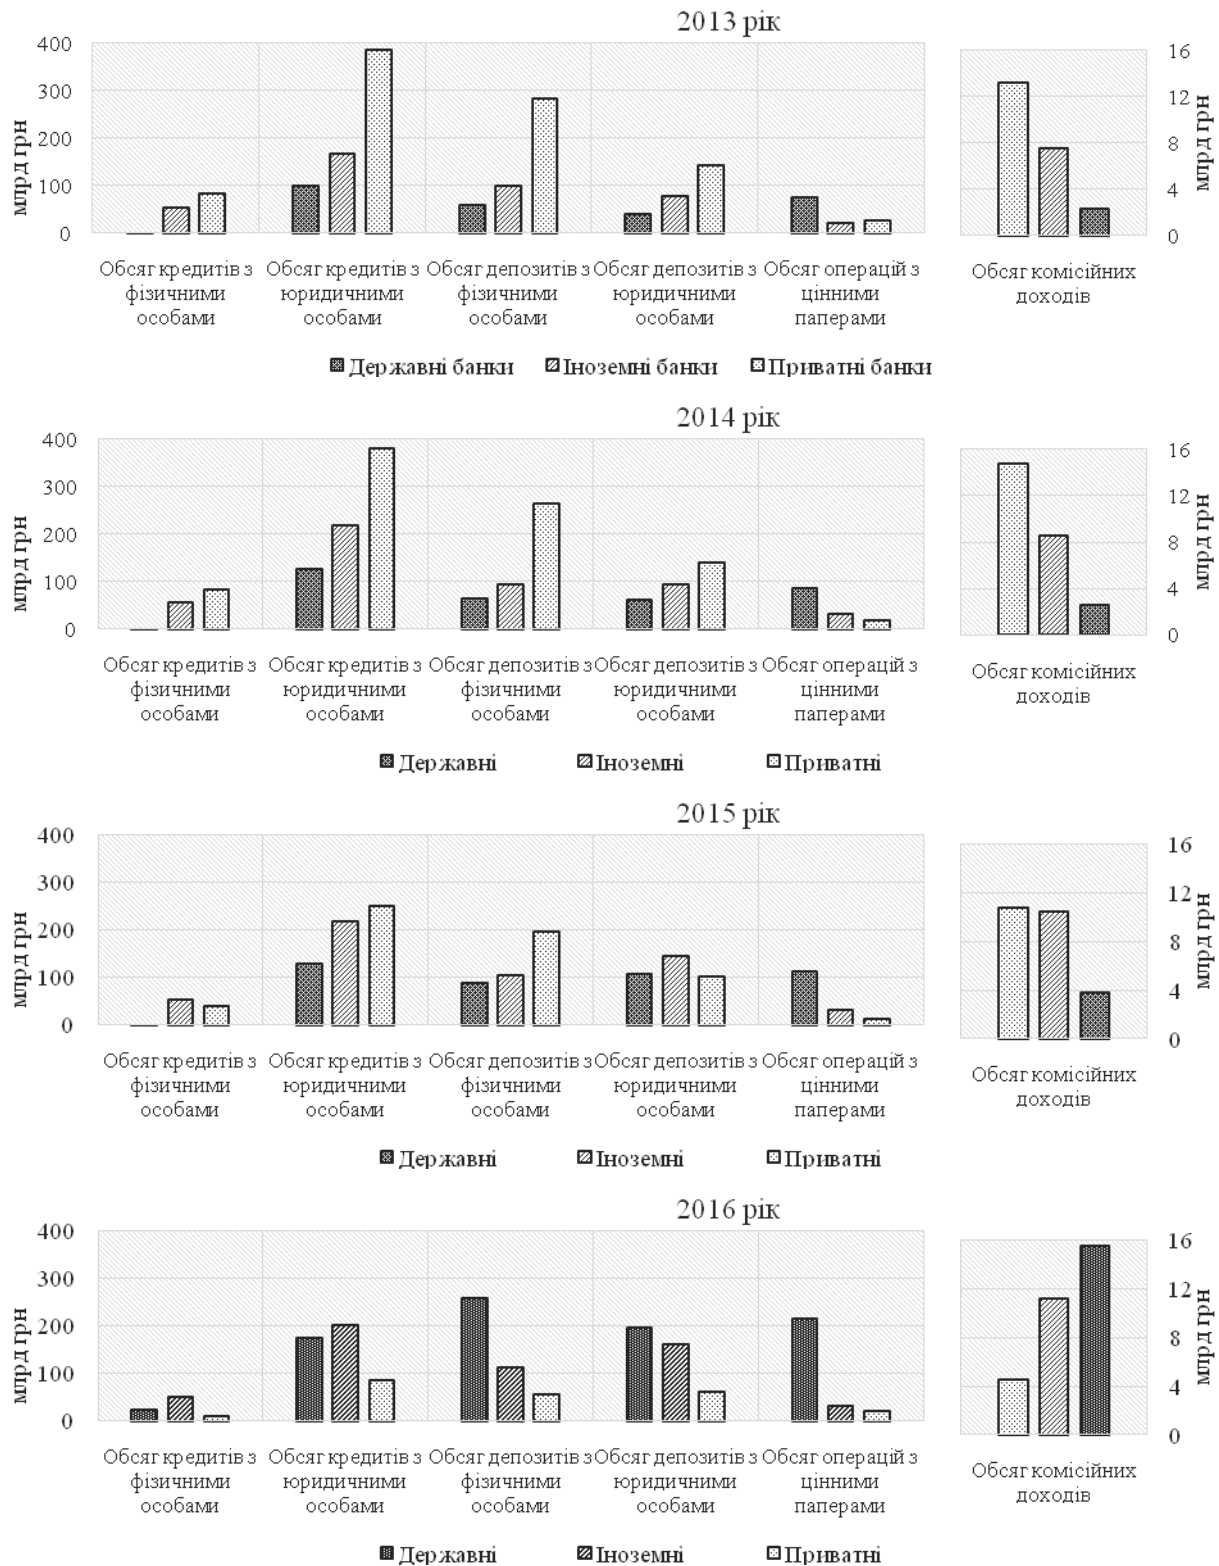 2013 рік
400
300
200
100
0
млрд грн
16
12
8
4
0
млрд грн
Обсяг кредитів з
фізичними
особами
Обсяг кредитів з
юридичними
особами
Обсяг депозитів з
фізичними
особами
Обсяг депозитів з
юридичними
особами
Обсяг операцій з
цінними
паперами
Обсяг комісійних
доходів
Державні банки Іноземні банки Приватні банки
2014 рік
400
300
200
100
0
млрд грн
16
12
8
4
0
млрд грн
Обсяг кредитів з
фізичними
особами
Обсяг кредитів з
юридичними
особами
Обсяг депозитів з
фізичними
особами
Обсяг депозитів з
юридичними
особами
Обсяг операцій з
цінними
паперами
Обсяг комісійних
доходів
Державні Іноземні Приватні
2015 рік
400
300
200
100
0
млрд грн
16
12
8
4
0
млрд грн
Обсяг кредитів з
фізичними
особами
Обсяг кредитів з
юридичними
особами
Обсяг депозитів з
фізичними
особами
Обсяг депозитів з
юридичними
особами
Обсяг операцій з
цінними
паперами
Обсяг комісійних
доходів
Державні Іноземні Приватні
2016 рік
400
300
200
100
0
млрд грн
16
12
8
4
0
млрд грн
Обсяг кредитів з
фізичними
особами
Обсяг кредитів з
юридичними
особами
Обсяг депозитів з
фізичними
особами
Обсяг депозитів з
юридичними
особами
Обсяг операцій з
цінними
паперами
Обсяг комісійних
доходів
Державні Іноземні Приватні